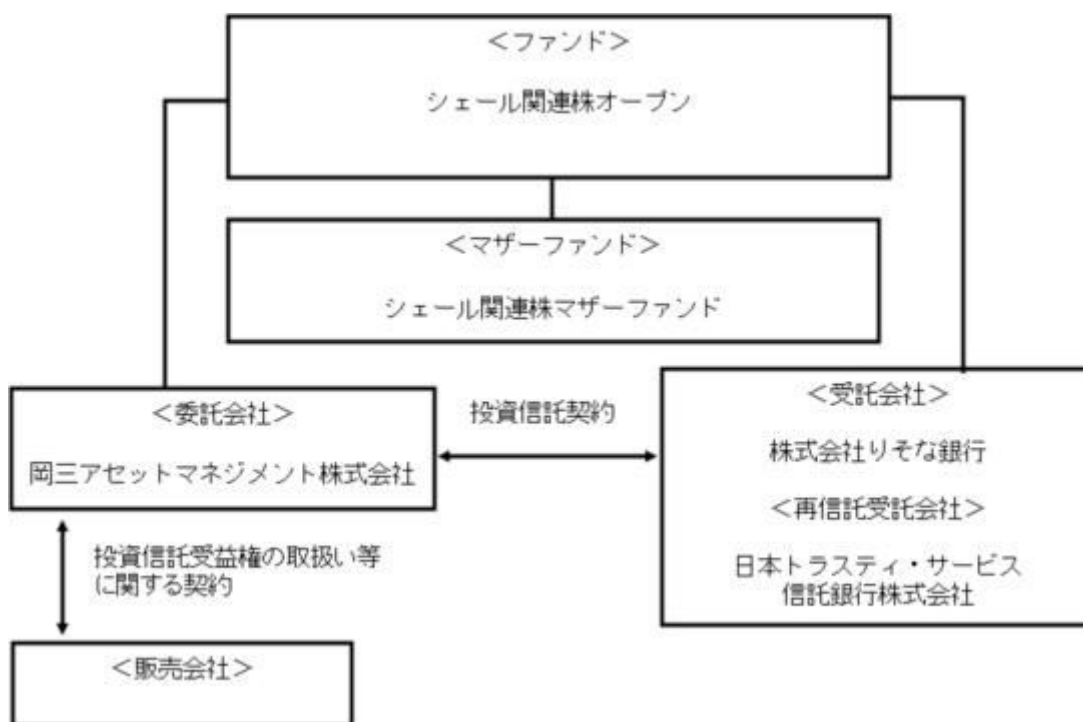 <ファンド>
シェール関連株オープン
<マザーファンド>
シェール関連株マザーファンド
<委託会社>
岡三アセットマネジメント株式会社
投資信託契約
<受託会社>
株式会社りそな銀行
<再信託受託会社>
日本トラスティ・サービス
信託銀行株式会社
投資信託受益権の取扱い等
に関する契約
<販売会社>